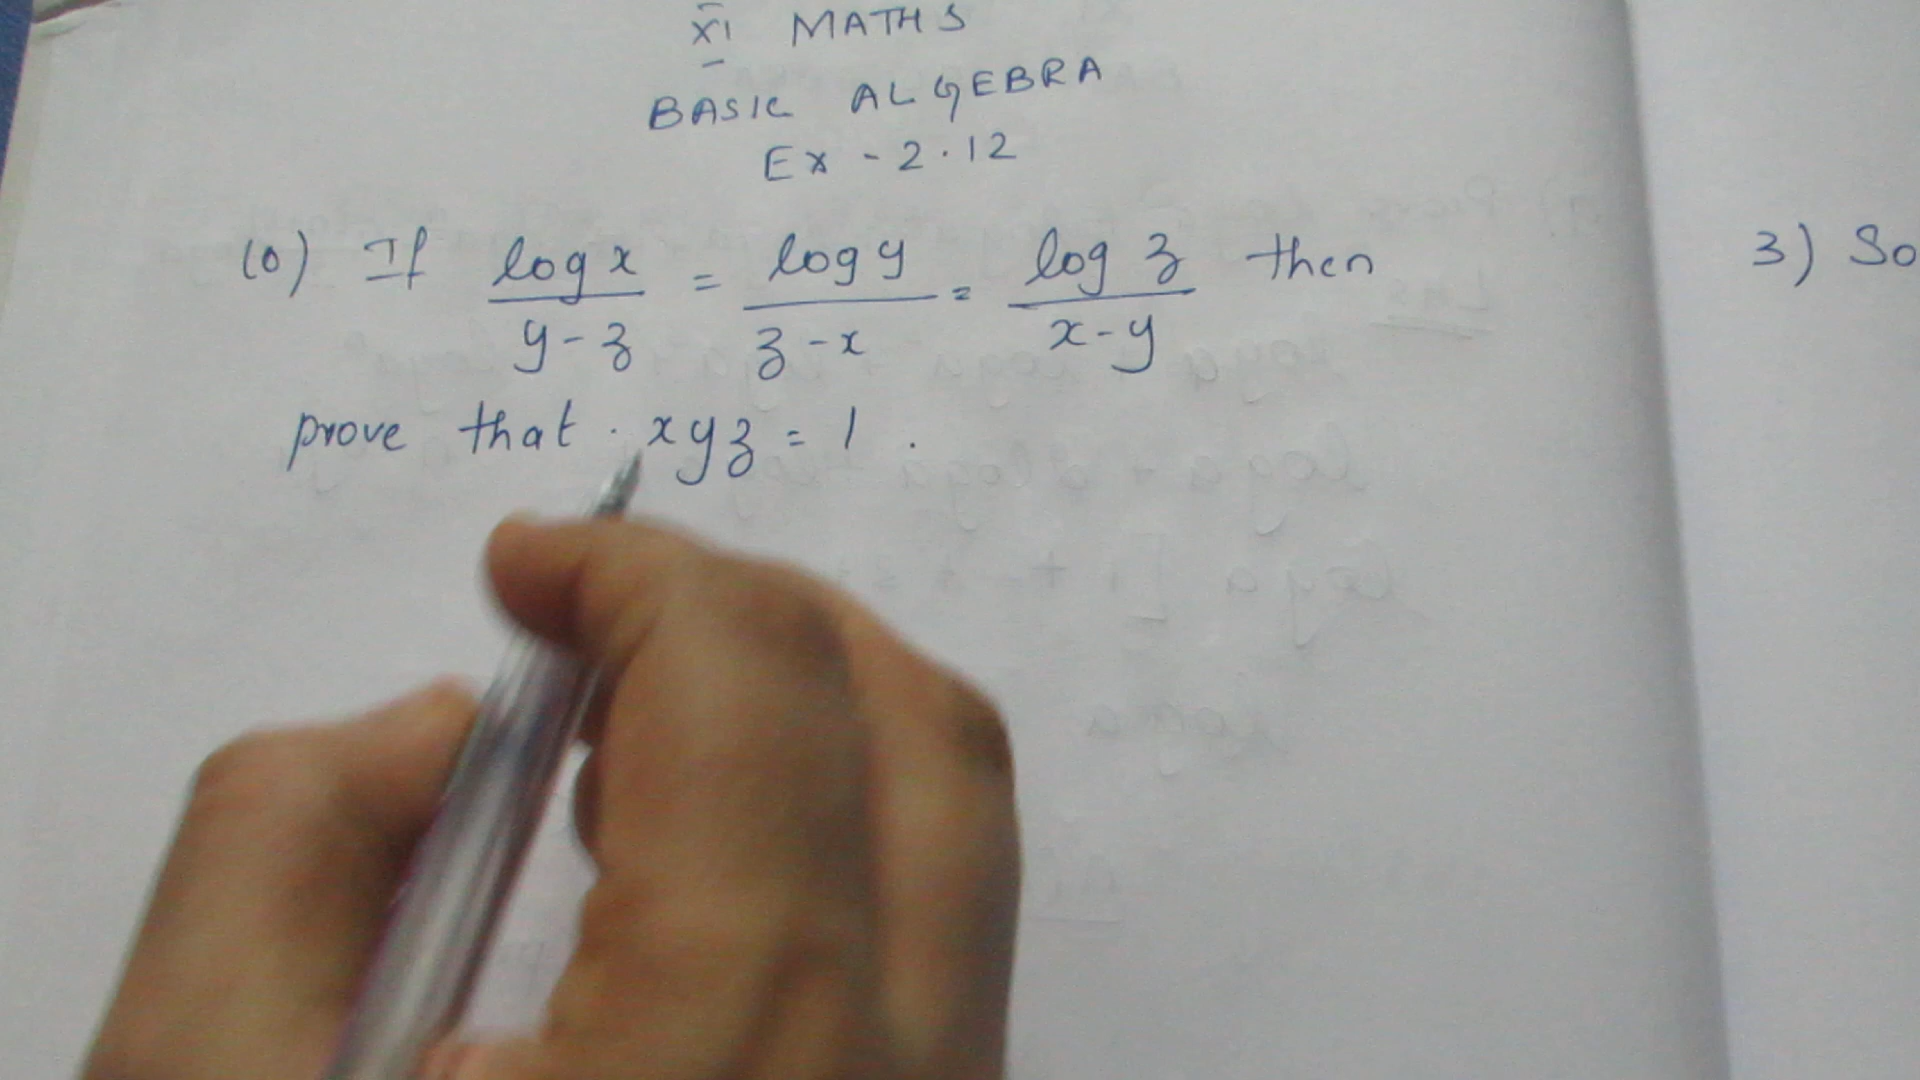 XI MATHS
BASIC ALGEBRA
Ex - 2.12
10) If log x / y - z = log y / z - x = log z / x - y then
prove that xyz = 1.
3) So